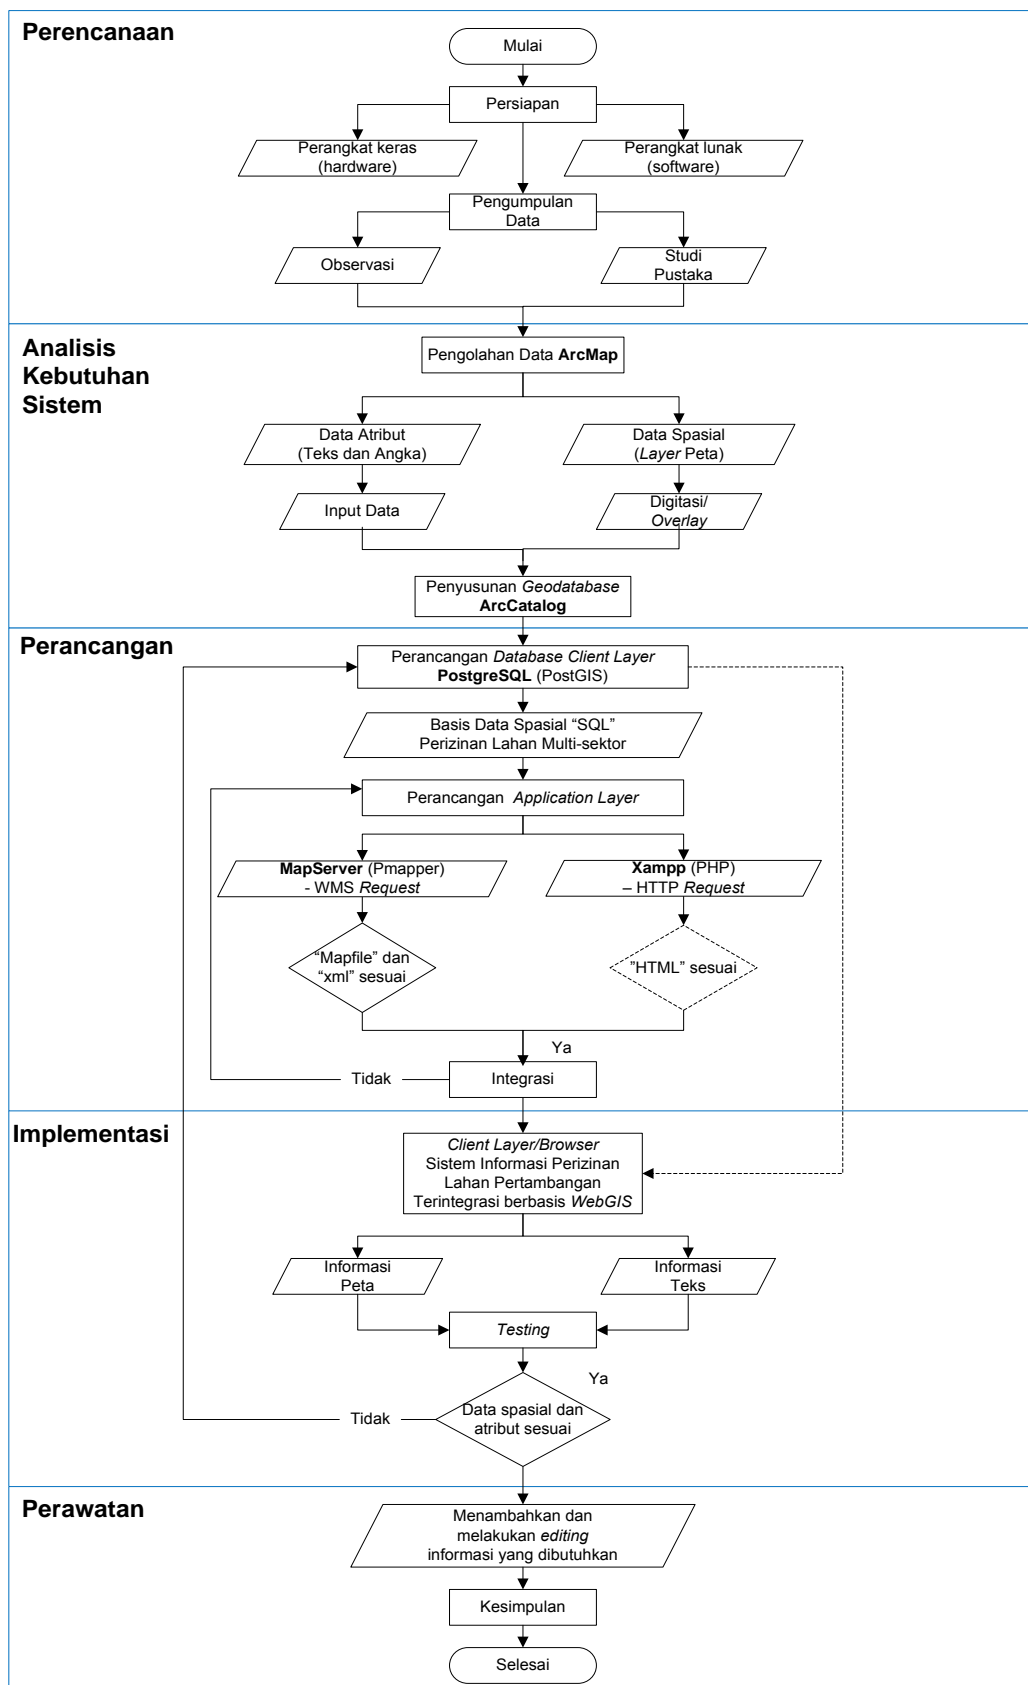 Perencanaan
Mulai
Persiapan
Perangkat keras
(hardware)
Perangkat lunak
(software)
Pengumpulan
Data
Observasi
Studi
Pustaka
Analisis
Kebutuhan
Sistem
Pengolahan Data ArcMap
Data Atribut
(Teks dan Angka)
Data Spasial
(Layer Peta)
Input Data
Digitasi/
Overlay
Penyusunan Geodatabase
ArcCatalog
Perancangan
Perancangan Database Client Layer
PostgreSQL (PostGIS)
Basis Data Spasial “SQL”
Perizinan Lahan Multi-sektor
Perancangan Application Layer
MapServer (Pmapper)
- WMS Request
Xampp (PHP)
– HTTP Request
“Mapfile” dan
“xml” sesuai
”HTML” sesuai
Ya
Tidak
Integrasi
Implementasi
Client Layer/Browser
Sistem Informasi Perizinan
Lahan Pertambangan
Terintegrasi berbasis WebGIS
Informasi
Peta
Informasi
Teks
Testing
Ya
Tidak
Data spasial dan
atribut sesuai
Perawatan
Menambahkan dan
melakukan editing
informasi yang dibutuhkan
Kesimpulan
Selesai